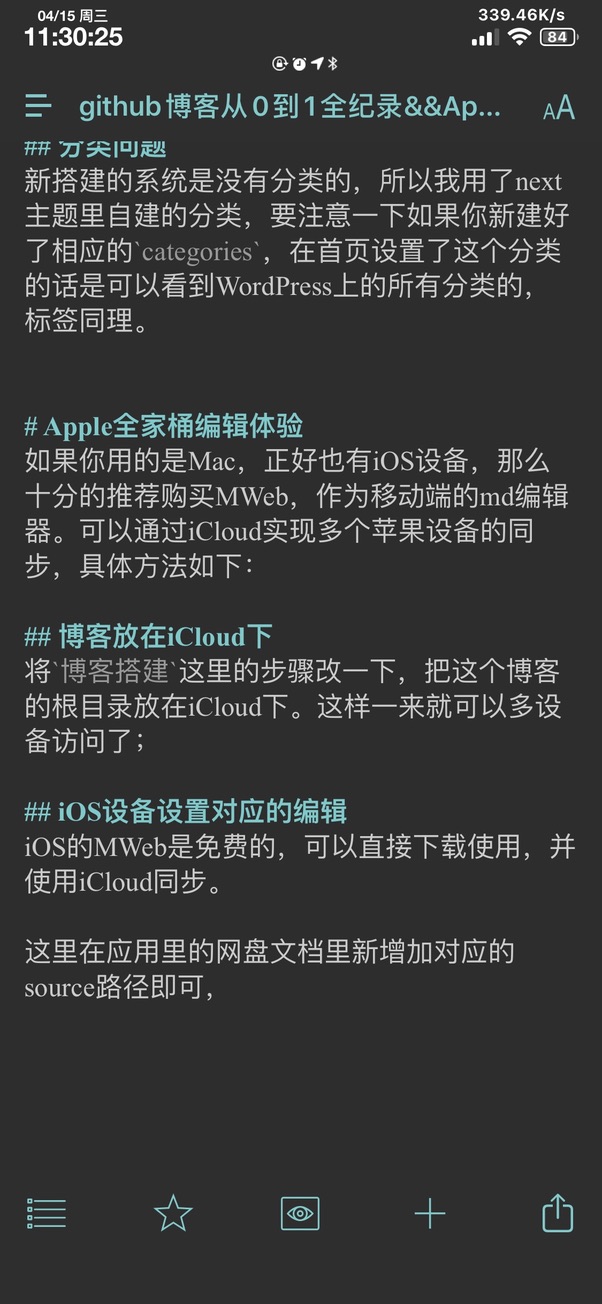 04/15 周三
339.46K/s
11:30:25
84
github博客从0到1全纪录&&Ap...
AA
## 分类问题
新搭建的系统是没有分类的，所以我用了next
主题里自建的分类，要注意一下如果你新建好
了相应的`categories`，在首页设置了这个分类
的话是可以看到WordPress上的所有分类的，
标签同理。
# Apple全家桶编辑体验
如果你用的是Mac，正好也有iOS设备，那么
十分的推荐购买MWeb，作为移动端的md编辑
器。可以通过iCloud实现多个苹果设备的同
步，具体方法如下：
## 博客放在iCloud下
将`博客搭建`这里的步骤改一下，把这个博客
的根目录放在iCloud下。这样一来就可以多设
备访问了；
## iOS设备设置对应的编辑
iOS的MWeb是免费的，可以直接下载使用，并
使用iCloud同步。
这里在应用里的网盘文档里新增加对应的
source路径即可，